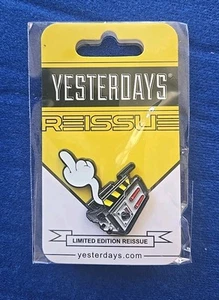 YESTERDAYS
REISSUE
LIMITED EDITION REISSUE
yesterdays.com